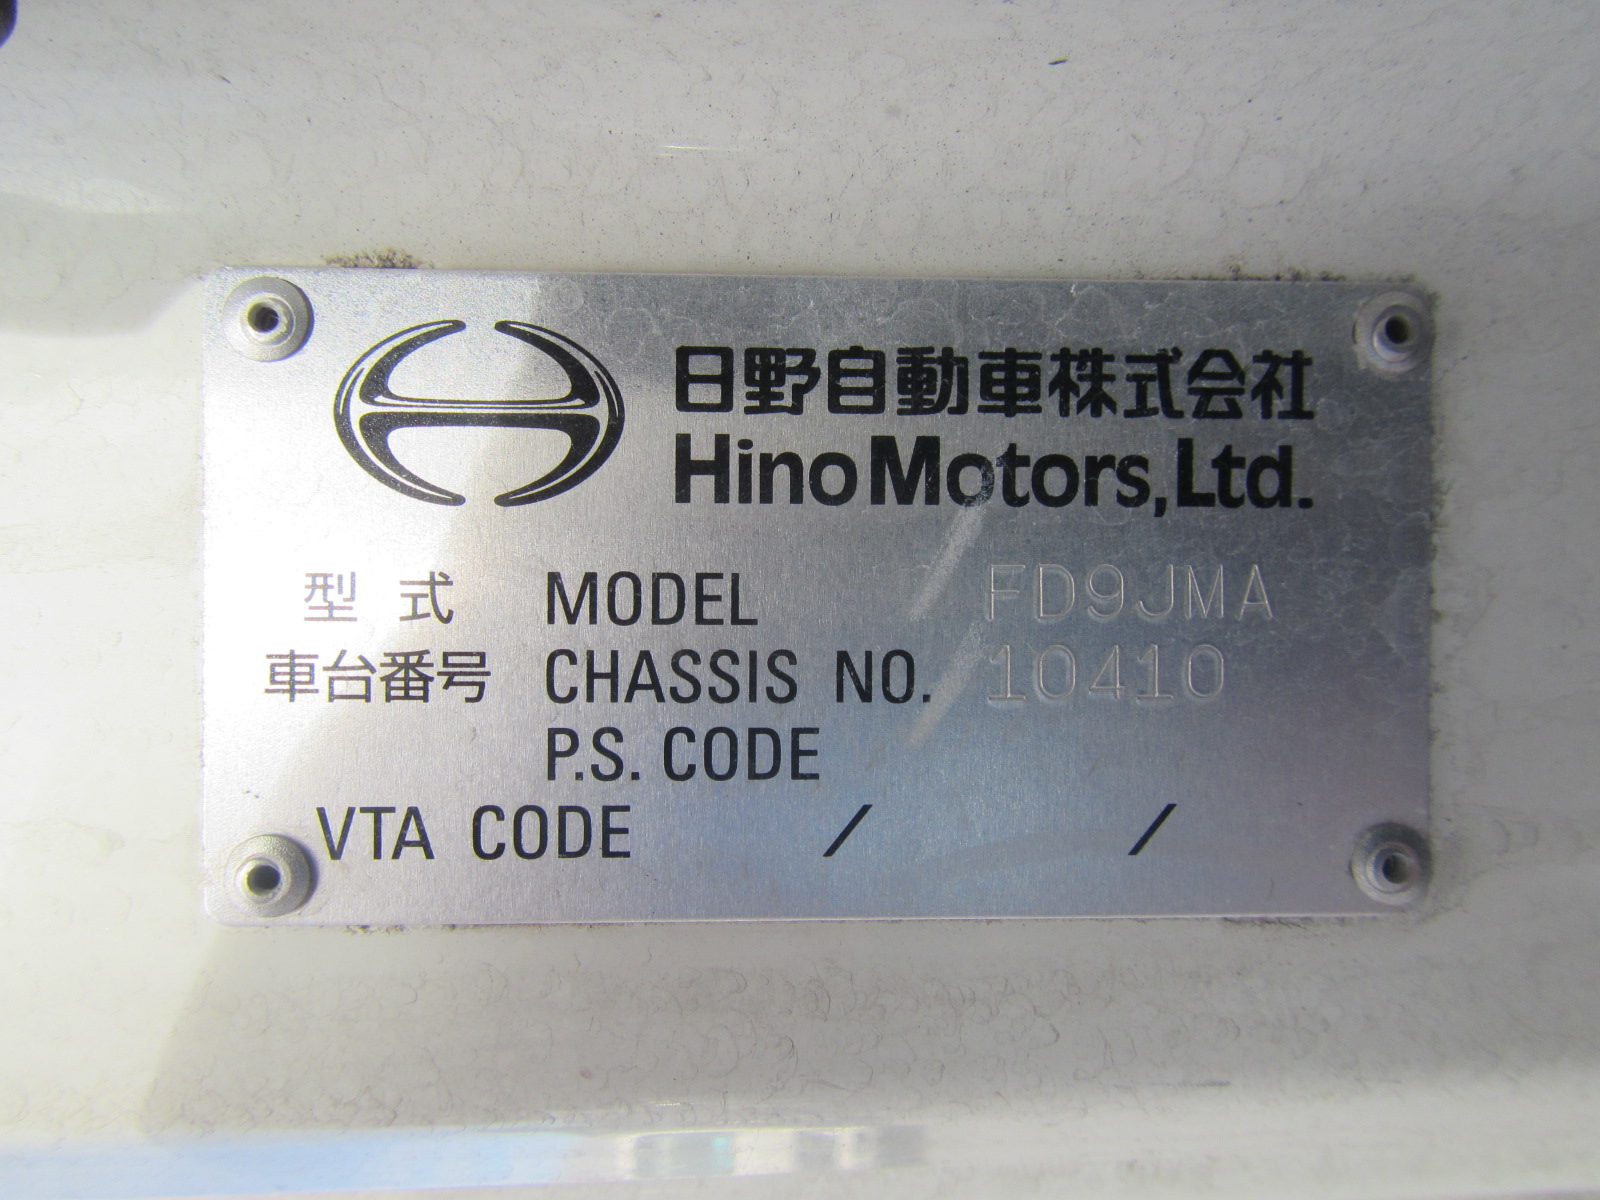 日野自動車株式会社
Hino Motors, Ltd.
型式 MODEL FD9JMA
車台番号 CHASSIS NO. 10410
P.S. CODE
VTA CODE / /